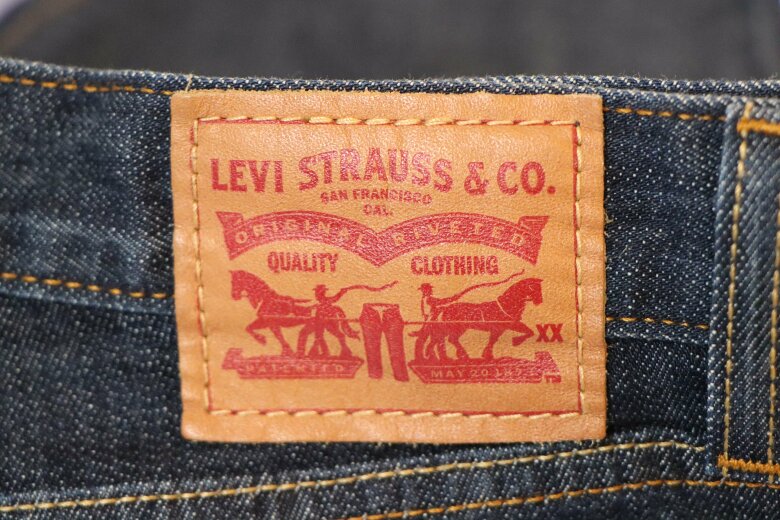 LEVI STRAUSS & CO.
SAN FRANCISCO
CAL.
ORIGINAL RIVETED
QUALITY CLOTHING
XX
PATENTED MAY 20 1873